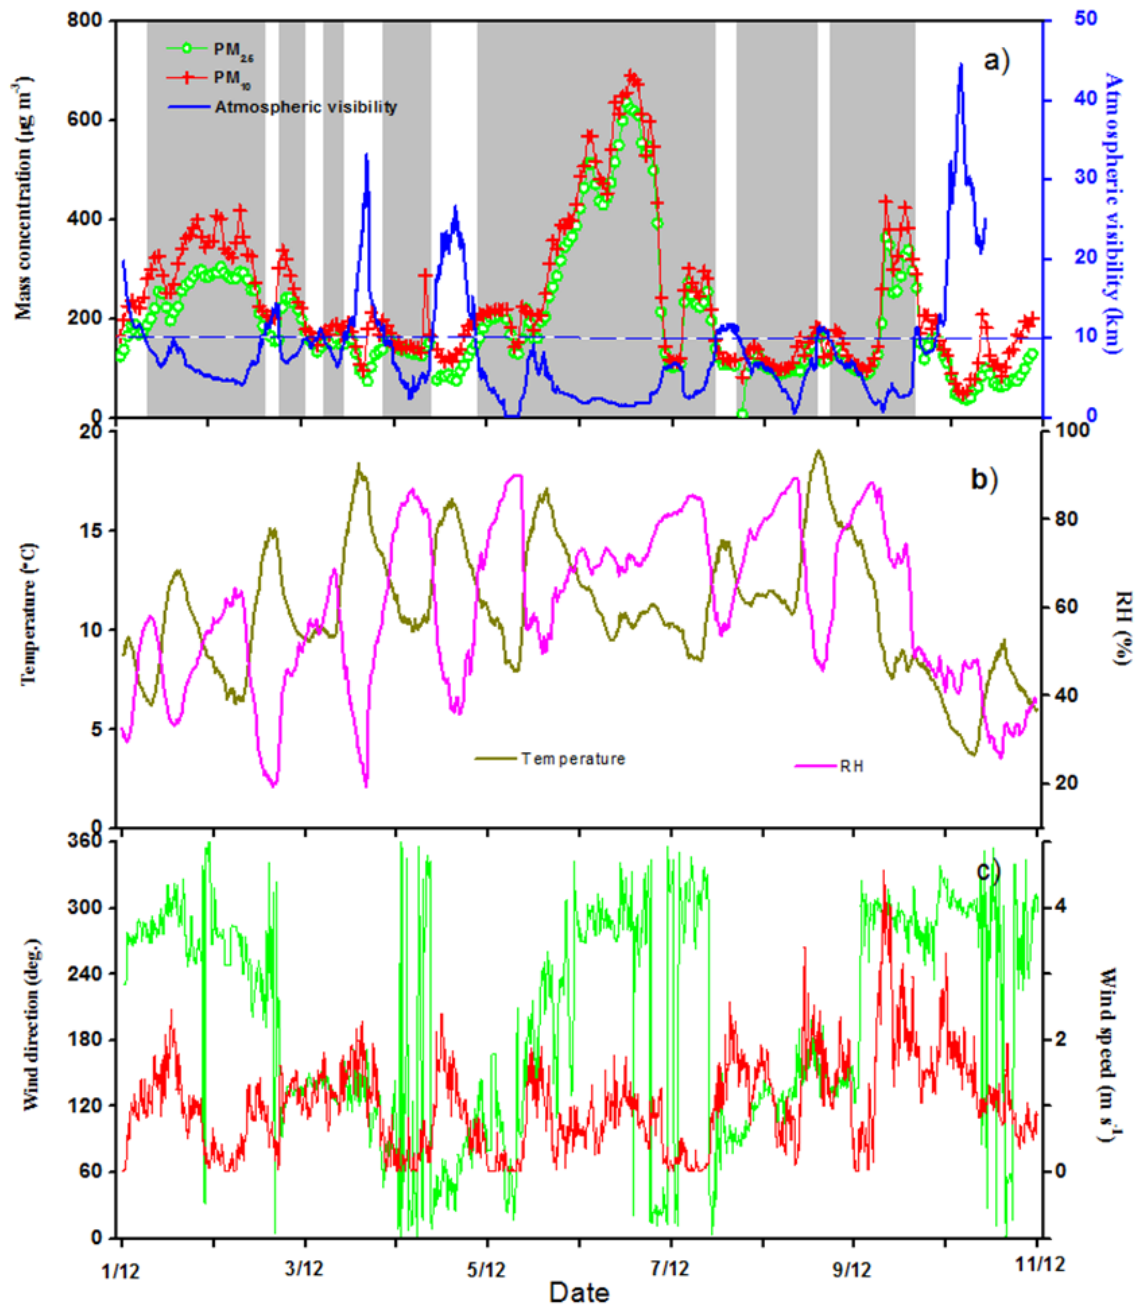 a)
PM2.5
PM10
Atmospheric visibility
Mass concentration (μg m-3)
800
600
400
200
0
Atmospheric visibility (km)
50
40
30
20
10
0
b)
Temperature (°C)
20
15
10
5
0
RH (%)
100
80
60
40
20
Temperature
RH
c)
Wind direction (deg.)
360
300
240
180
120
60
0
Wind speed (m s-1)
4
2
0
1/12 3/12 5/12 7/12 9/12 11/12
Date